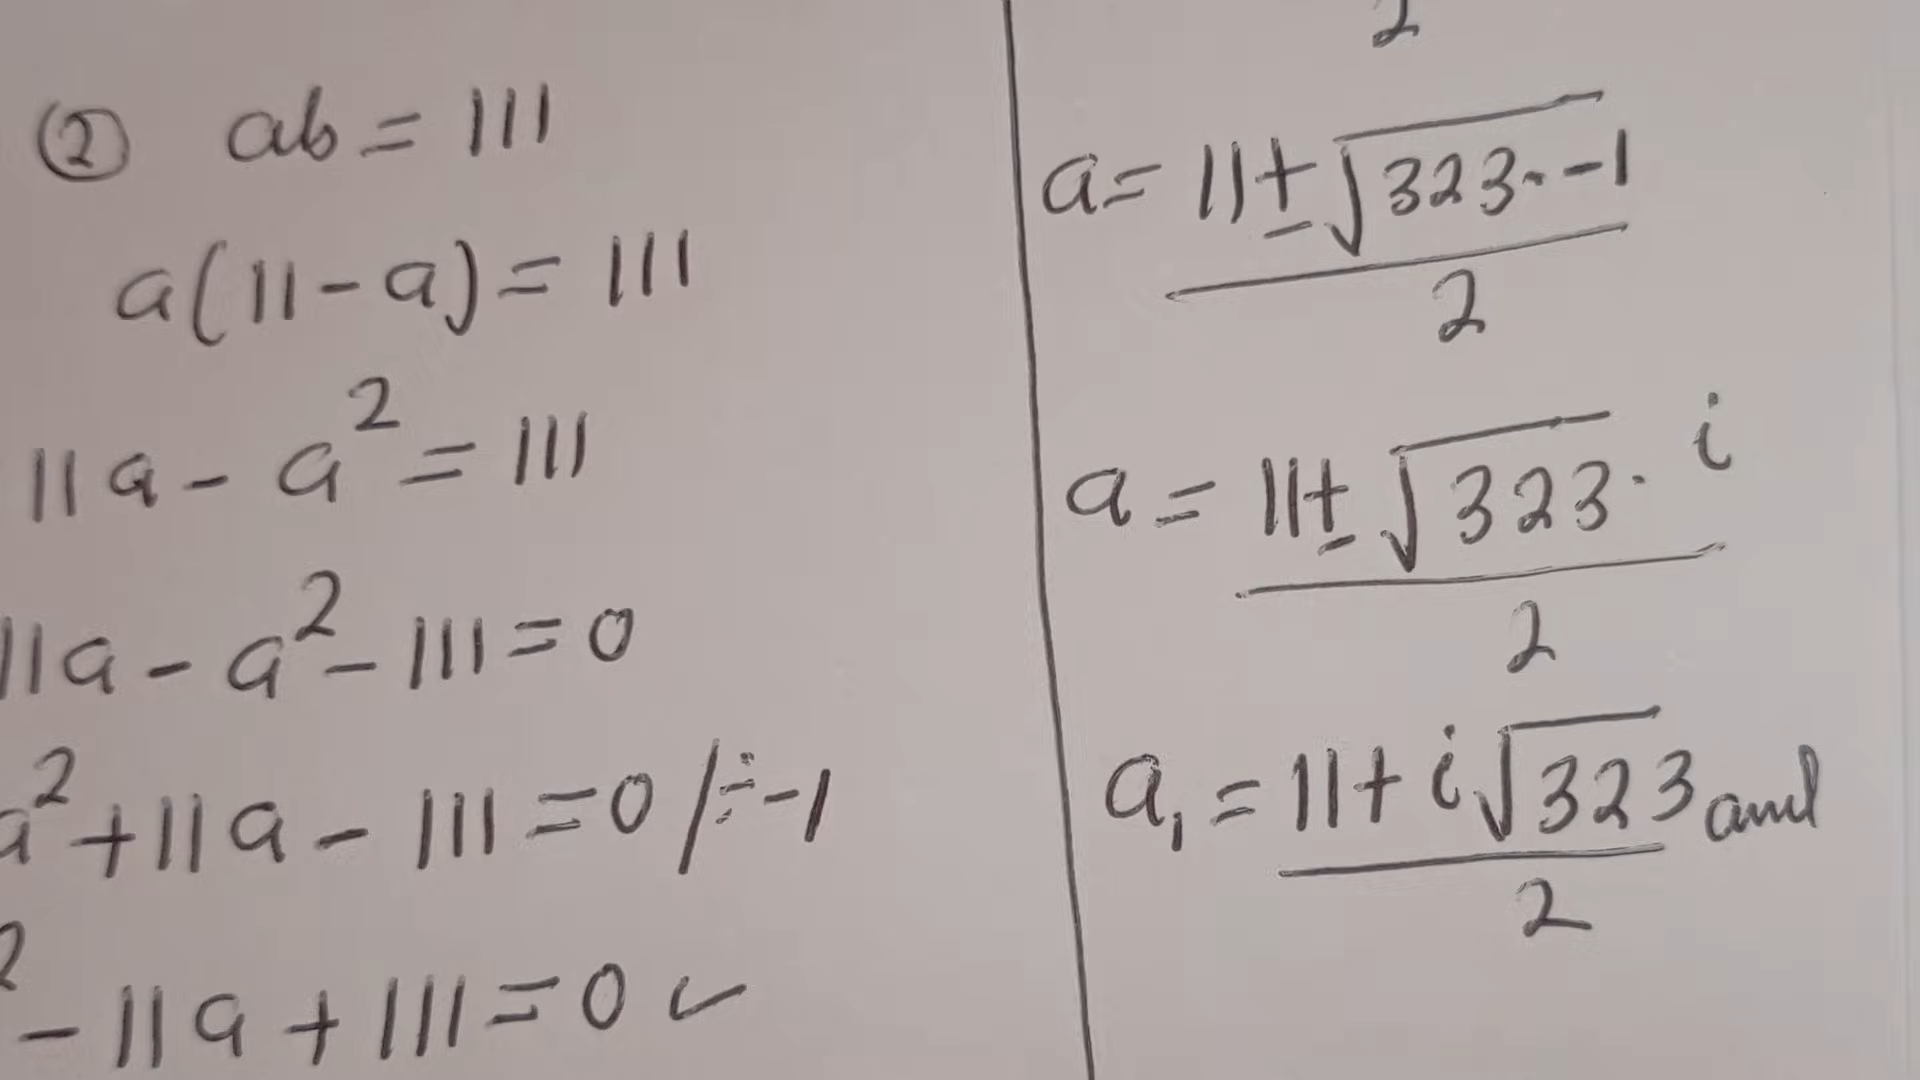 ② ab = 111
a(11-a) = 111
11a - a² = 111
11a - a² - 111 = 0
a² + 11a - 111 = 0 /÷-1
² - 11a + 111 = 0 ✓
2
a = 11±√323·-1
2
a = 11±√323·i
2
a₁ = 11+i√323 and
2